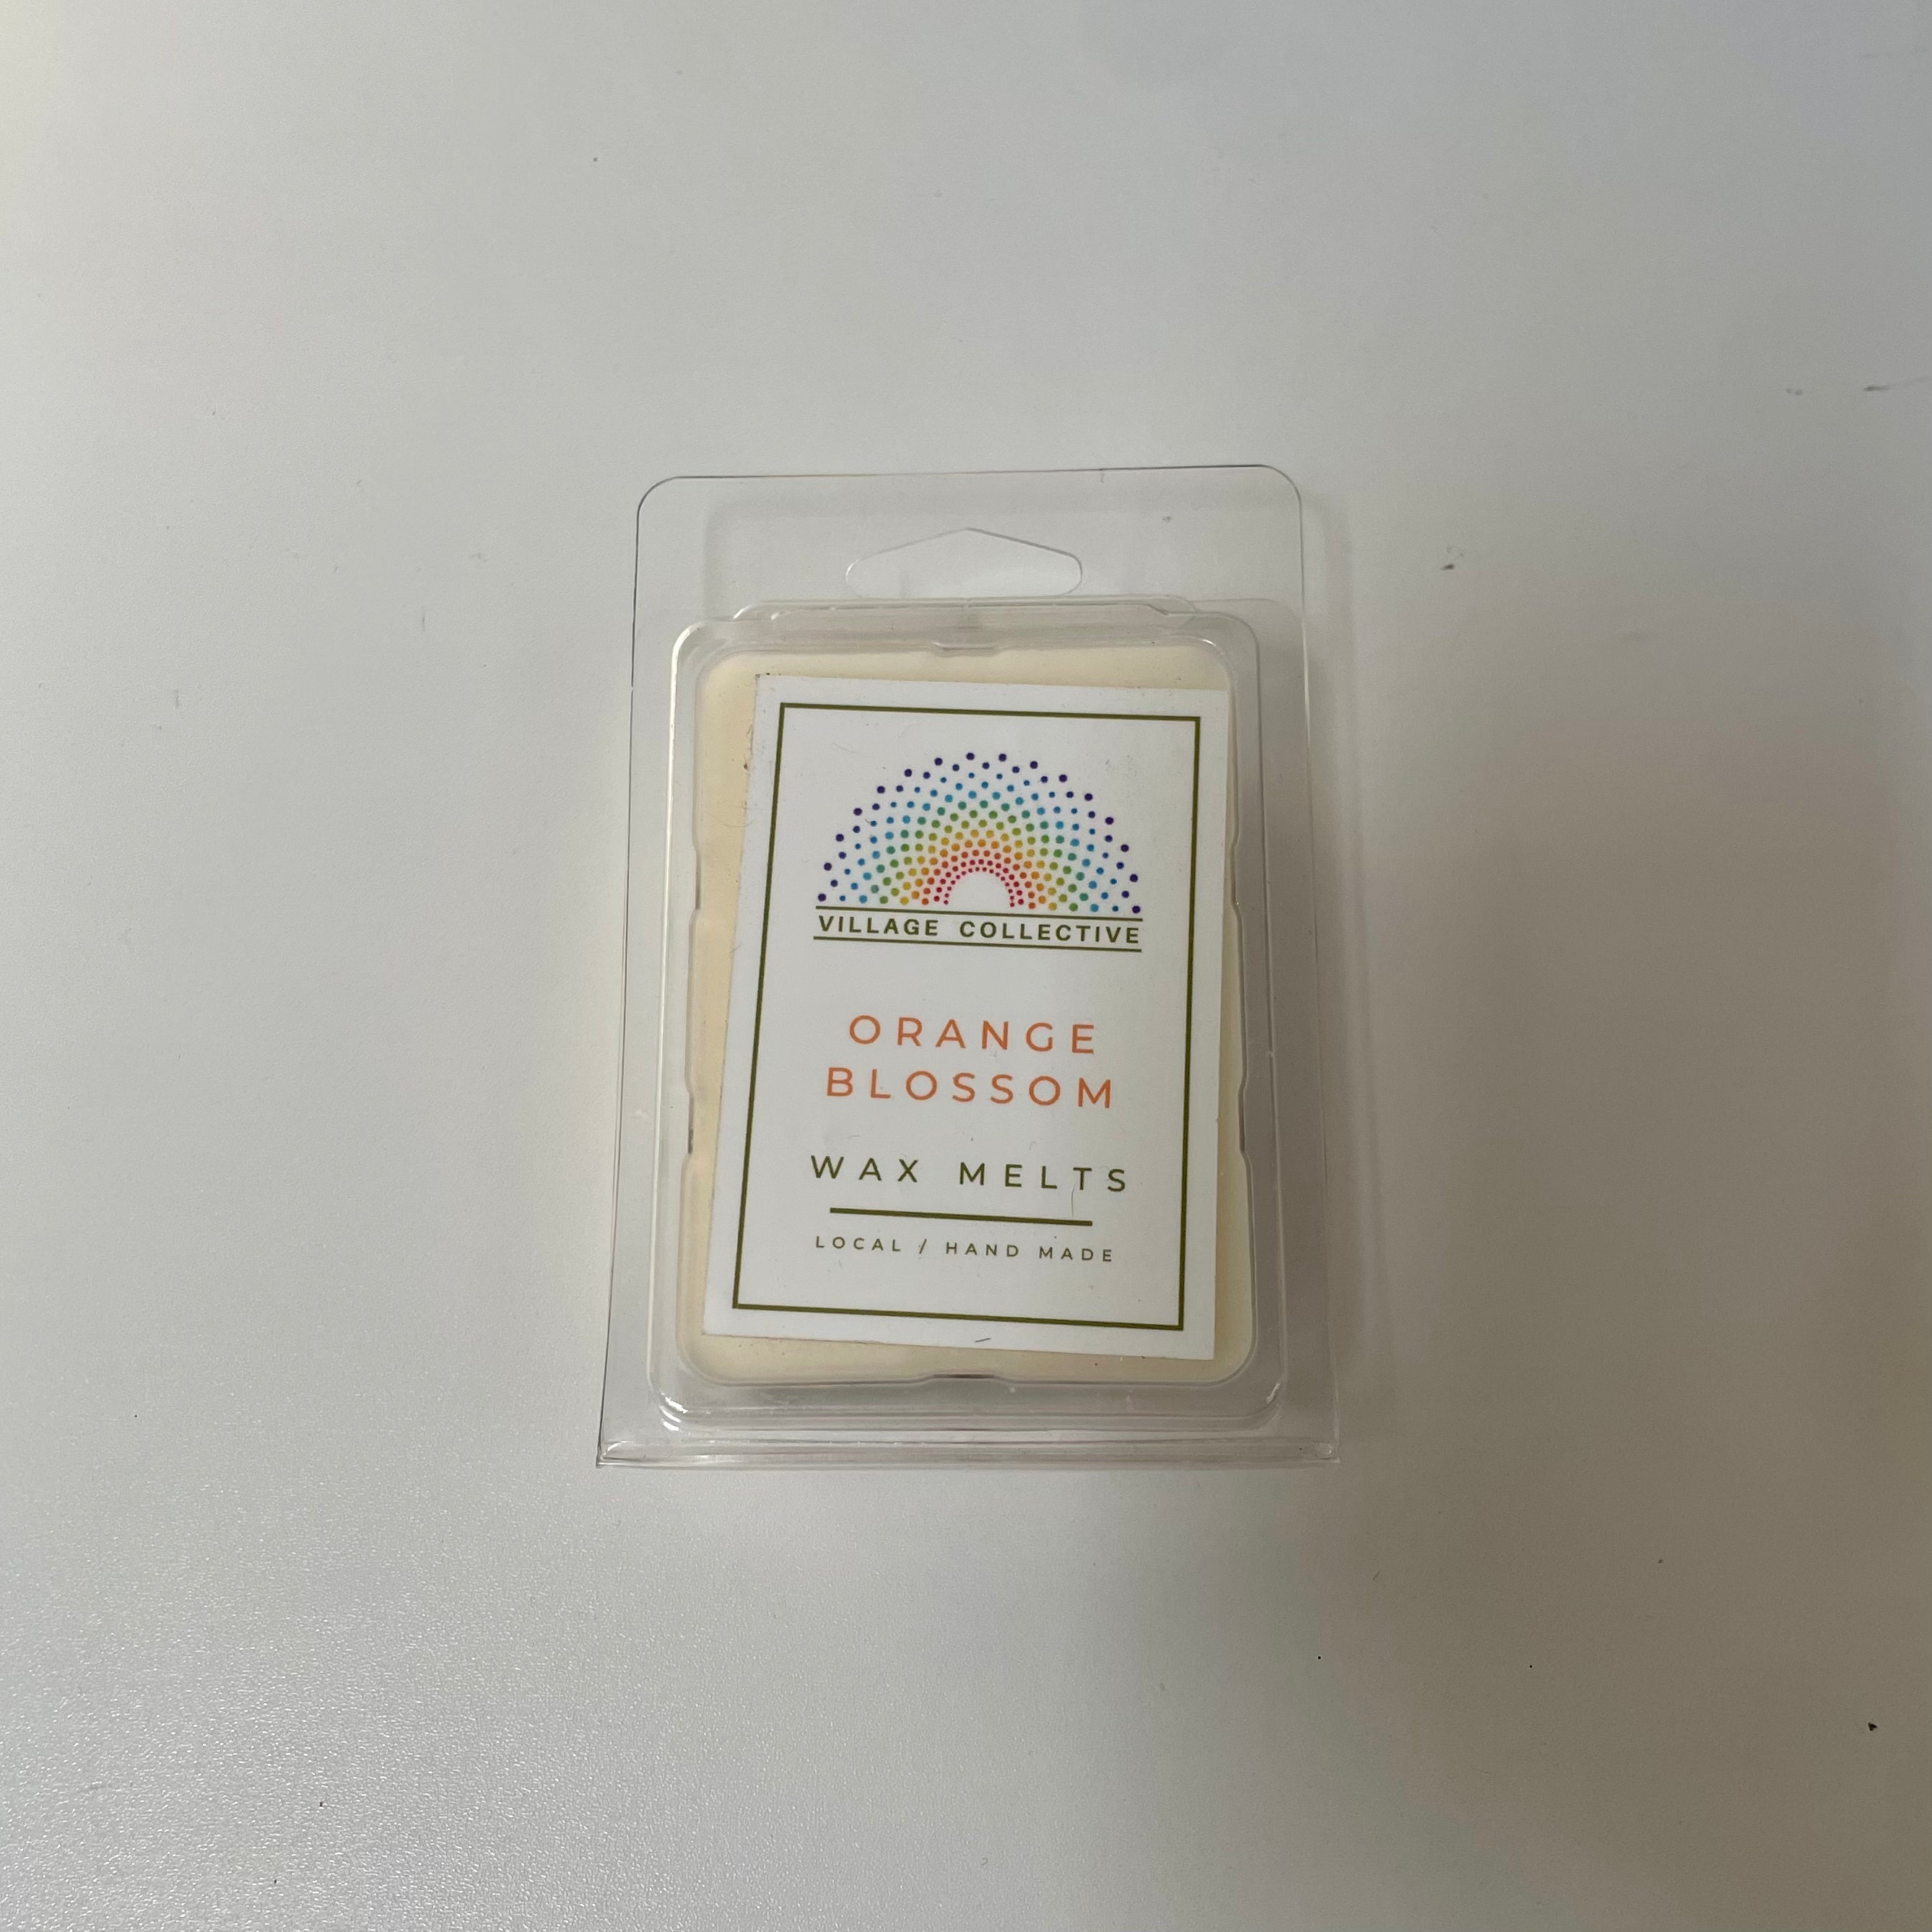 VILLAGE COLLECTIVE
ORANGE
BLOSSOM
WAX MELTS
LOCAL / HAND MADE